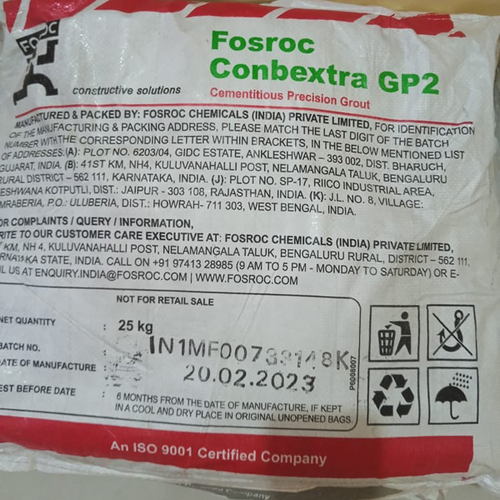 FOSROC
Fosroc
Conbextra GP2
constructive solutions
Cementitious Precision Grout
MANUFACTURED & PACKED BY: FOSROC CHEMICALS (INDIA) PRIVATE LIMITED, FOR IDENTIFICATION
OF THE MANUFACTURING & PACKING ADDRESS, PLEASE MATCH THE LAST DIGIT OF THE BATCH
NUMBER WITH THE CORRESPONDING LETTER WITHIN BRACKETS, IN THE BELOW MENTIONED LIST
OF ADDRESSES. (A): PLOT NO. 6203/04, GIDC ESTATE, ANKLESHWAR – 393 002, DIST. BHARUCH,
GUJARAT, INDIA. (B): 41ST KM, NH4, KULUVANAHALLI POST, NELAMANGALA TALUK, BENGALURU
RURAL DISTRICT – 562 111, KARNATAKA, INDIA. (J): PLOT NO. SP-17, RIICO INDUSTRIAL AREA,
ESHWANA KOTPUTLI, DIST.: JAIPUR - 303 108, RAJASTHAN, INDIA. (K): J.L. NO. 8, VILLAGE:
MRABERIA, P.O.: ULUBERIA, DIST.: HOWRAH- 711 303, WEST BENGAL, INDIA.
OR COMPLAINTS / QUERY / INFORMATION,
RITE TO OUR CUSTOMER CARE EXECUTIVE AT: FOSROC CHEMICALS (INDIA) PRIVATE LIMITED,
KM, NH 4, KULUVANAHALLI POST, NELAMANGALA TALUK, BENGALURU RURAL, DISTRICT – 562 111.
KA STATE, INDIA. CALL ON +91 97413 28985 (9 AM TO 5 PM - MONDAY TO SATURDAY) OR E-
IL US AT ENQUIRY.INDIA@FOSROC.COM | WWW.FOSROC.COM
NOT FOR RETAIL SALE
NET QUANTITY : 25 kg
BATCH NO. :
DATE OF MANUFACTURE : 20.02.2023
EST BEFORE DATE : 6 MONTHS FROM THE DATE OF MANUFACTURE, IF KEPT
IN A COOL AND DRY PLACE IN ORIGINAL UNOPENED BAGS.
An ISO 9001 Certified Company